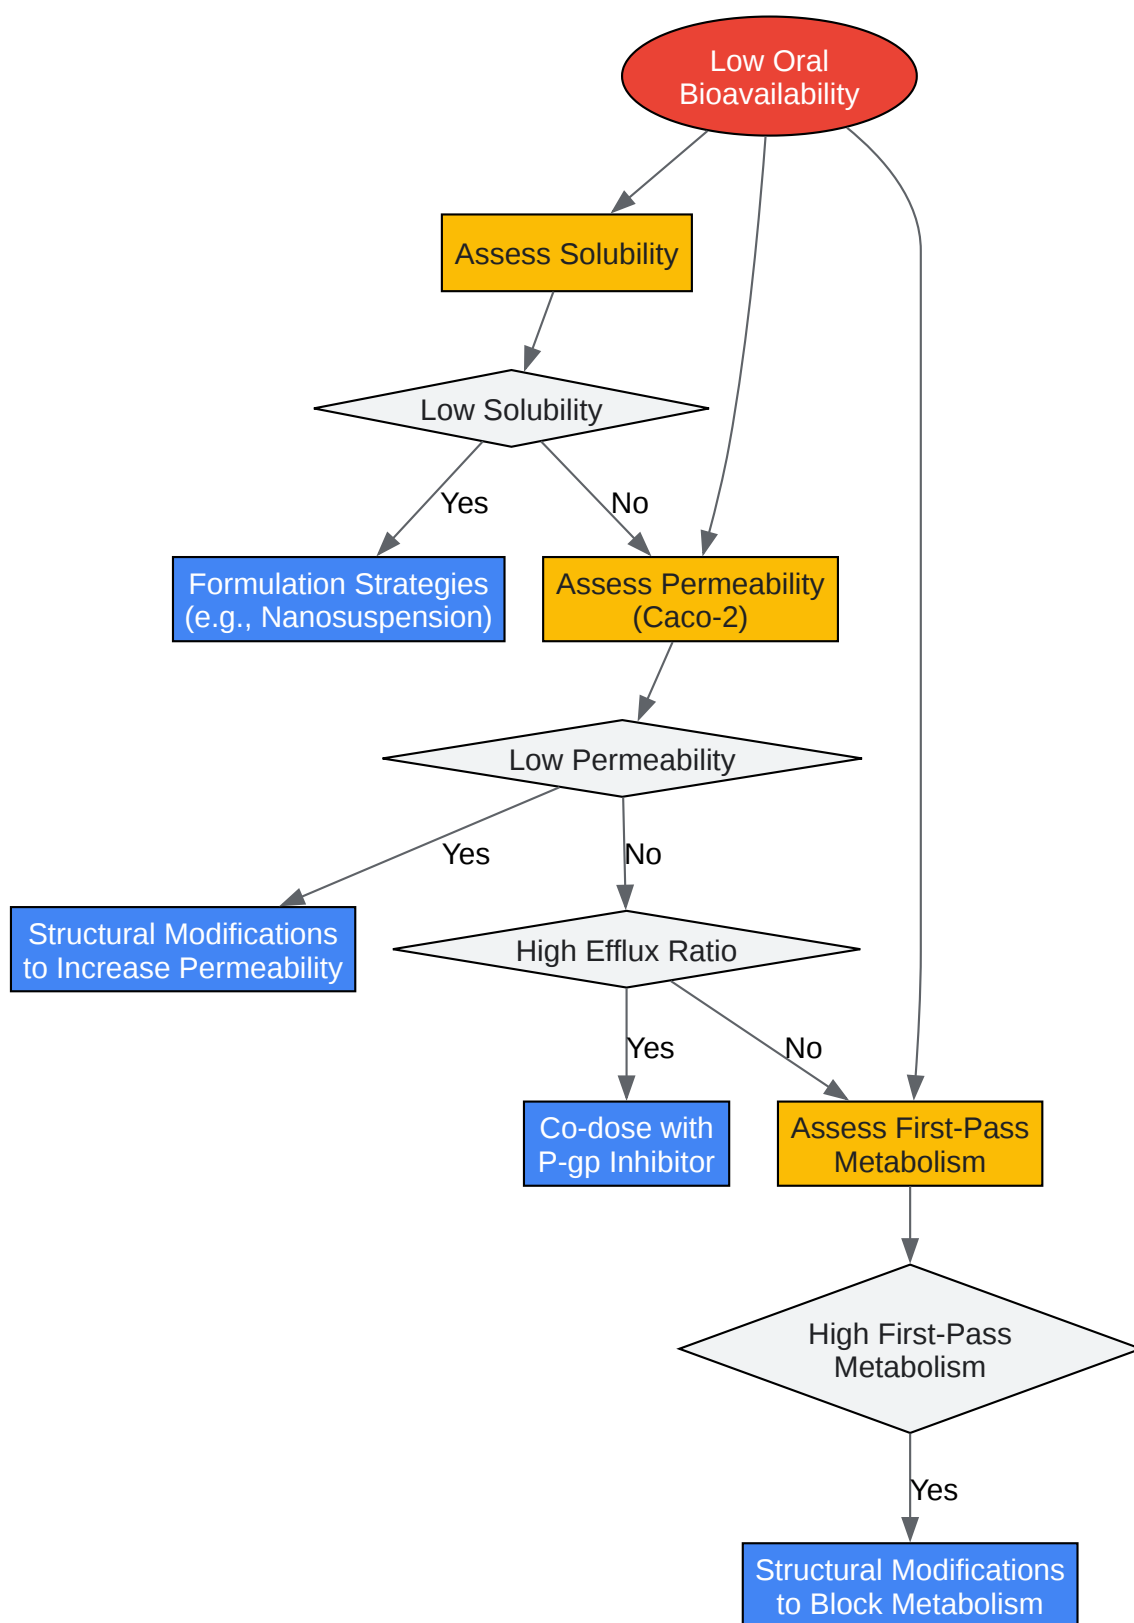 Low Oral
Bioavailability
Assess Solubility
Low Solubility
Yes
No
Formulation Strategies
(e.g., Nanosuspension)
Assess Permeability
(Caco-2)
Low Permeability
Yes
No
Structural Modifications
to Increase Permeability
High Efflux Ratio
Yes
No
Co-dose with
P-gp Inhibitor
Assess First-Pass
Metabolism
High First-Pass
Metabolism
Yes
Structural Modifications
to Block Metabolism